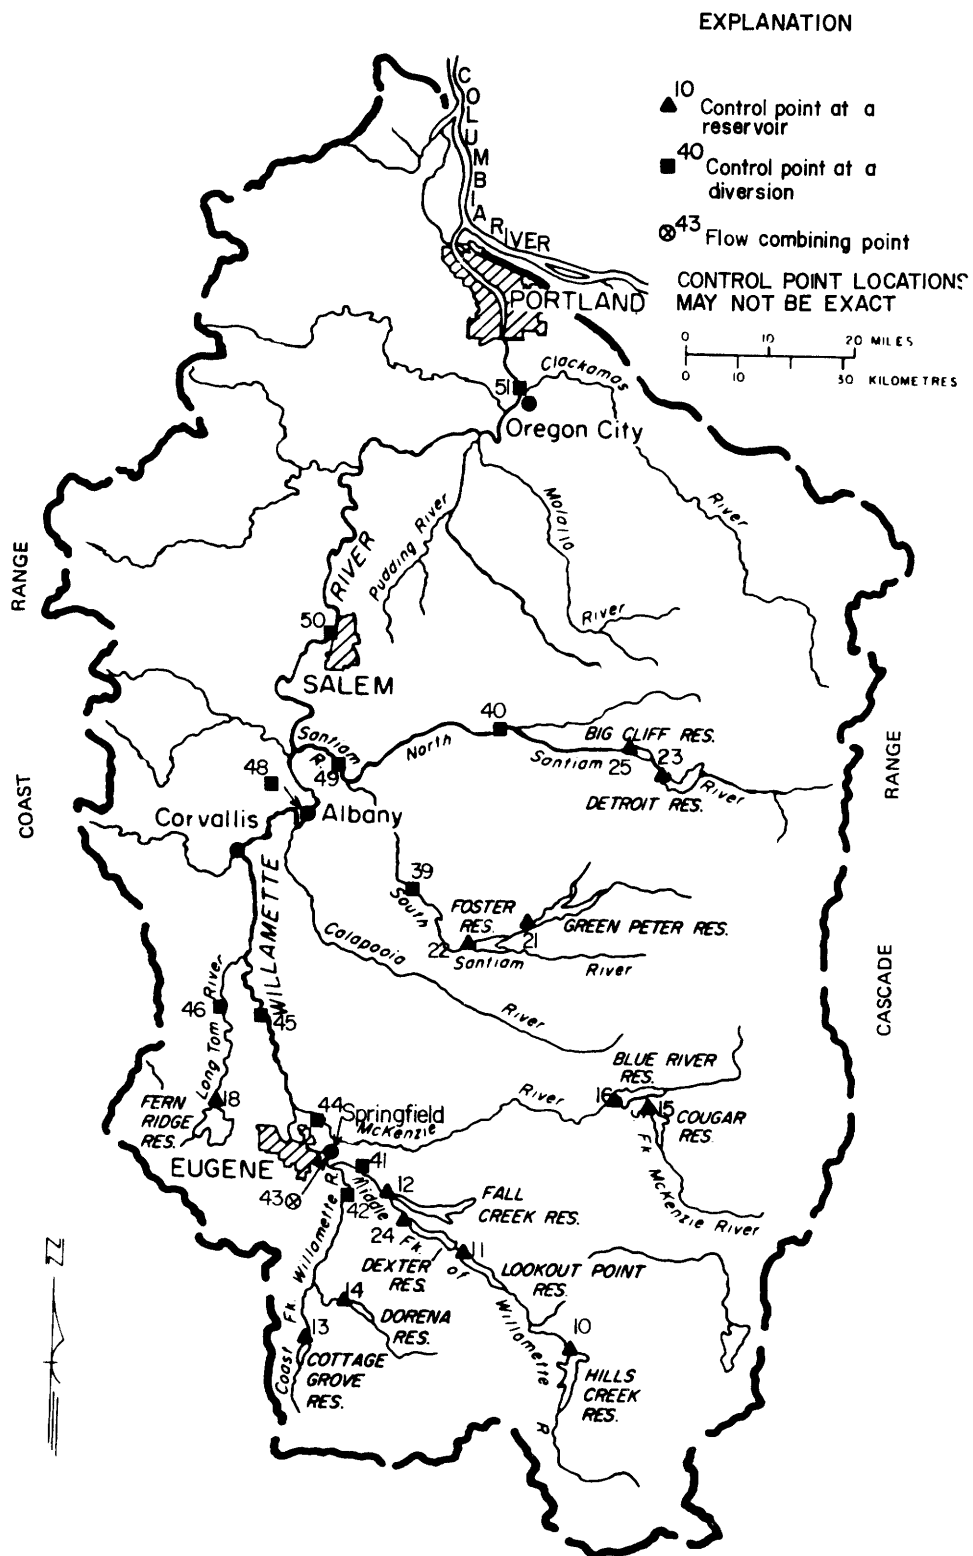 EXPLANATION
10 Control point at a
reservoir
40 Control point at a
diversion
43 Flow combining point
CONTROL POINT LOCATIONS
MAY NOT BE EXACT
0 10 20 MILES
0 10 30 KILOMETRES
COLUMBIA RIVER
PORTLAND
51
Clackamas
River
Oregon City
Molalla
River
Pudding River
RIVER
50
SALEM
COAST RANGE
CASCADE RANGE
Santiam
R.
49
North
40
Santiam
River
BIG CLIFF RES.
25
23
DETROIT RES.
48
Corvallis
Albany
WILLAMETTE
39
South
FOSTER
RES.
22
21
GREEN PETER RES.
Santiam
River
Calapooia
River
46
Long Tom River
45
18
FERN
RIDGE
RES.
44
Springfield
McKenzie
River
BLUE RIVER
RES.
16
15
COUGAR
RES.
S. Fk McKenzie River
EUGENE
43
41
42
Middle Fk. of Willamette R
12
FALL
CREEK RES.
24
DEXTER
RES.
11
LOOKOUT POINT
RES.
Coast Fk. Willamette R.
14
DORENA
RES.
13
COTTAGE
GROVE
RES.
10
HILLS
CREEK
RES.